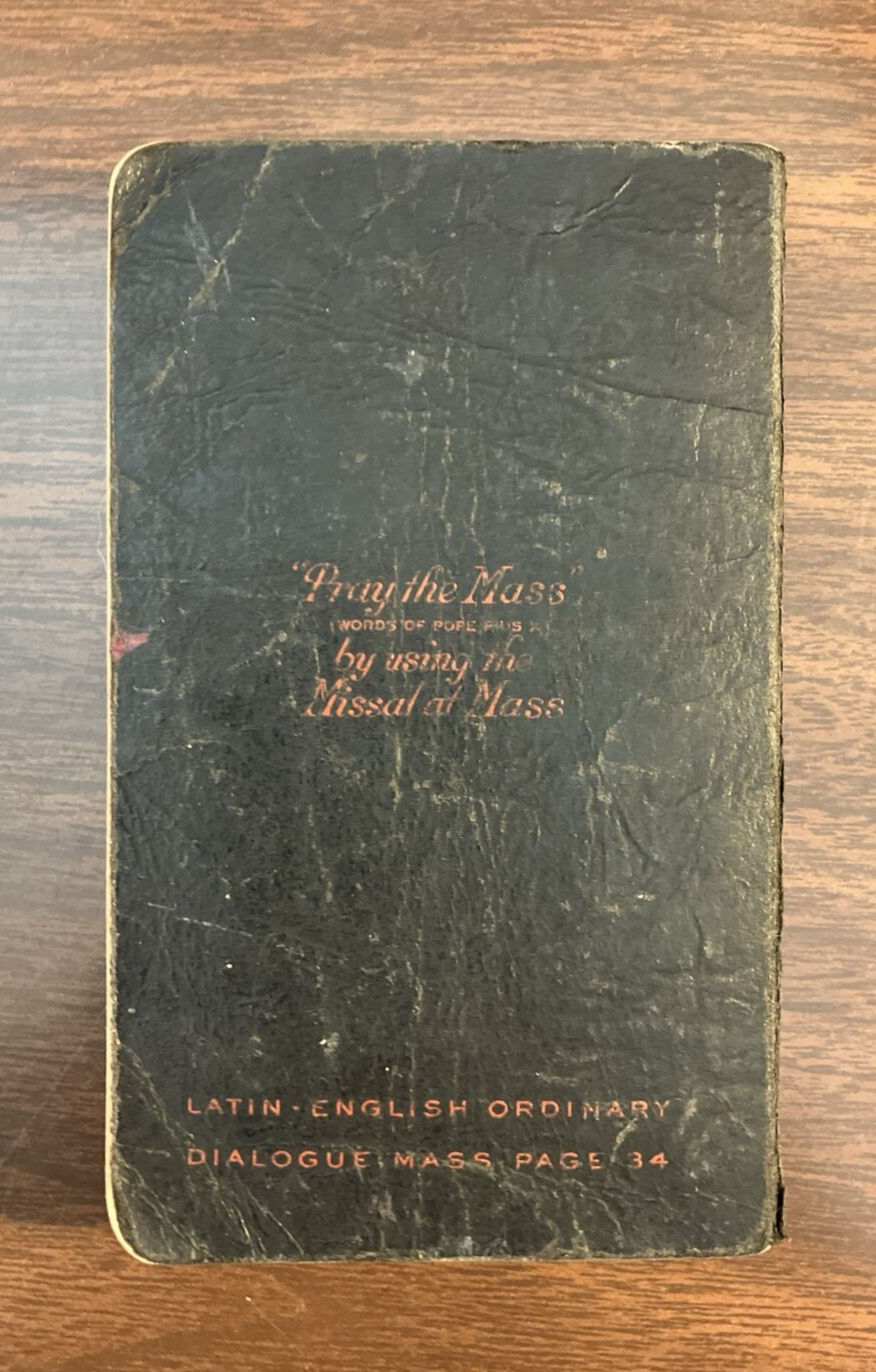 "Pray the Mass"
WORDS OF POPE PIUS X
by using the
Missal at Mass
LATIN-ENGLISH ORDINARY
DIALOGUE MASS PAGE 34